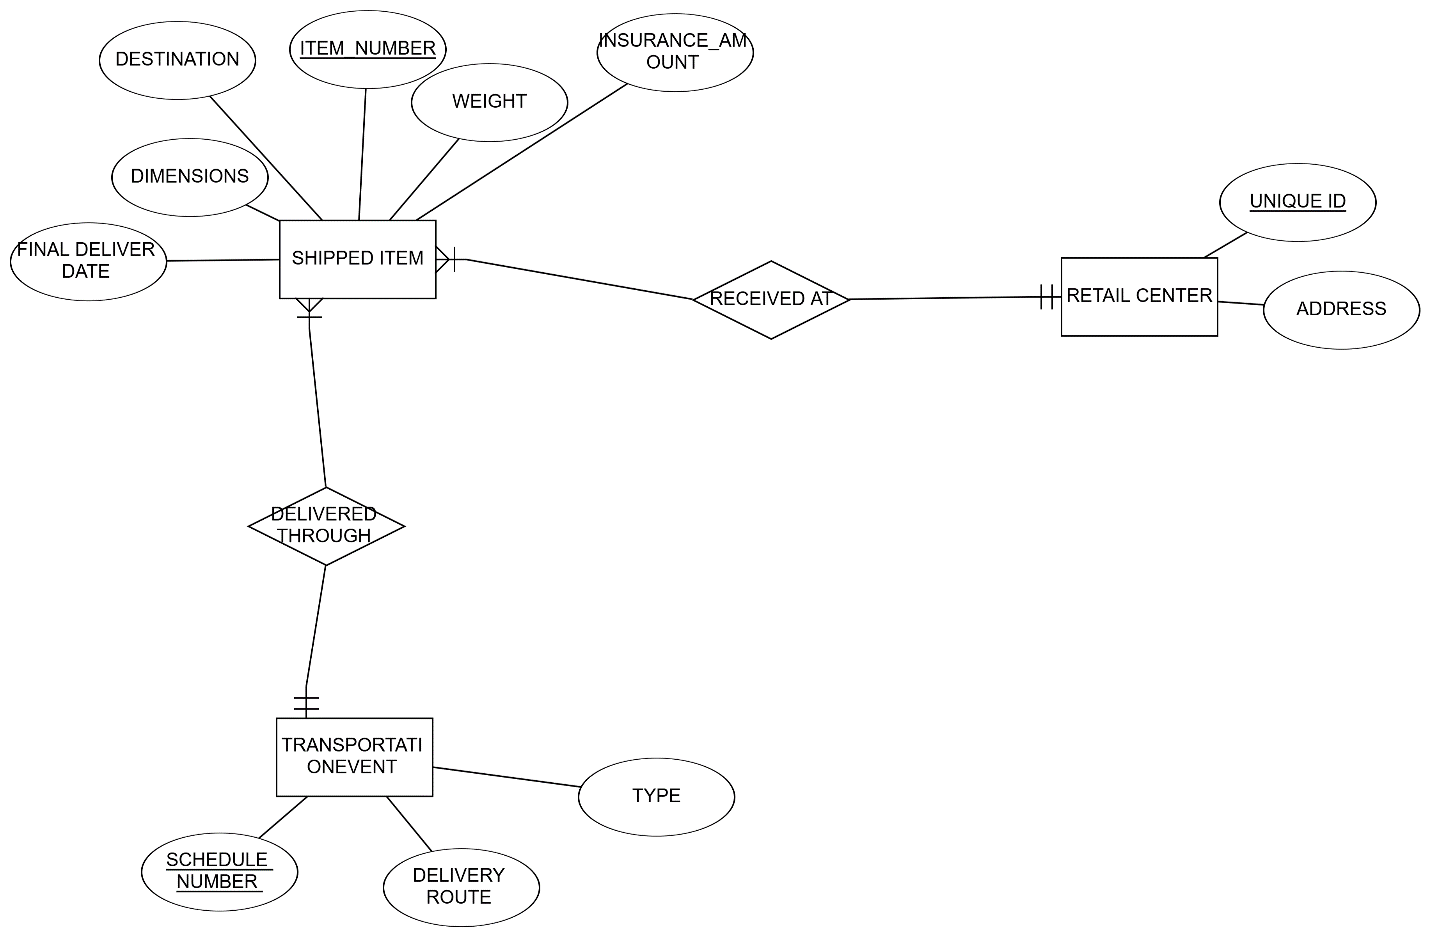 DESTINATION
ITEM_NUMBER
INSURANCE_AM
OUNT
WEIGHT
DIMENSIONS
FINAL DELIVER
DATE
SHIPPED ITEM
RECEIVED AT
RETAIL CENTER
UNIQUE ID
ADDRESS
DELIVERED
THROUGH
TRANSPORTATI
ONEVENT
TYPE
SCHEDULE
NUMBER
DELIVERY
ROUTE